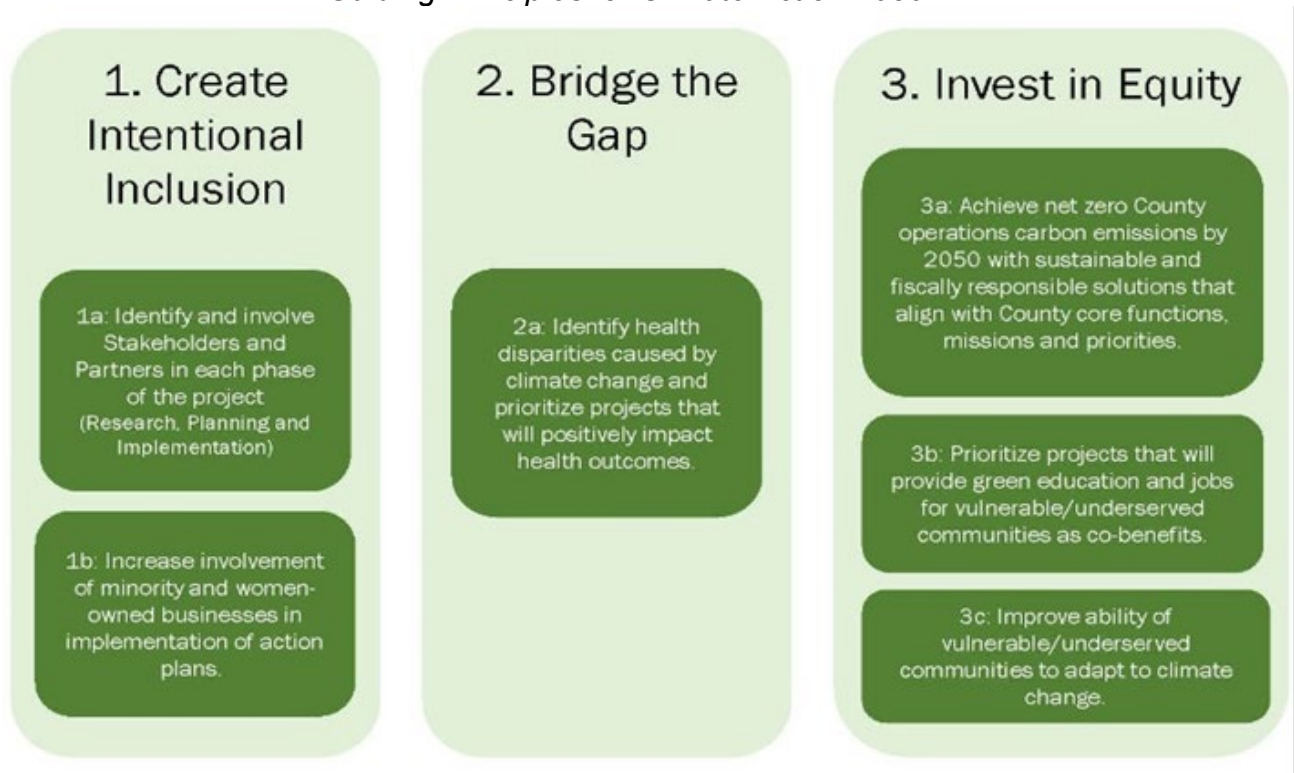 1. Create
Intentional
Inclusion
1a: Identify and involve
Stakeholders and
Partners in each phase
of the project
(Research, Planning and
Implementation)
1b: Increase involvement
of minority and women-
owned businesses in
implementation of action
plans.
2. Bridge the
Gap
2a: Identify health
disparities caused by
climate change and
prioritize projects that
will positively impact
health outcomes.
3. Invest in Equity
3a: Achieve net zero County
operations carbon emissions by
2050 with sustainable and
fiscally responsible solutions that
align with County core functions,
missions and priorities.
3b: Prioritize projects that will
provide green education and jobs
for vulnerable/underserved
communities as co-benefits.
3c: Improve ability of
vulnerable/underserved
communities to adapt to climate
change.